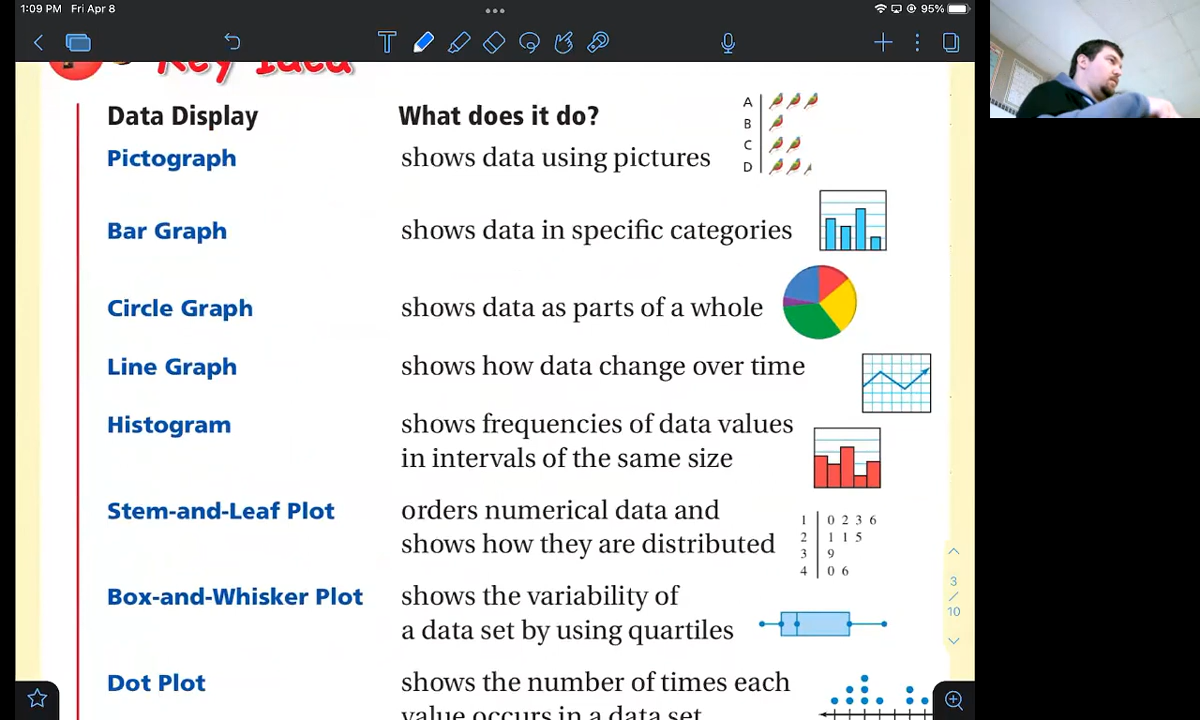 1:09 PM Fri Apr 8
95%
T
Key Idea
Data Display What does it do?
Pictograph shows data using pictures
A
B
C
D
Bar Graph shows data in specific categories
Circle Graph shows data as parts of a whole
Line Graph shows how data change over time
Histogram shows frequencies of data values
in intervals of the same size
Stem-and-Leaf Plot orders numerical data and
shows how they are distributed
1 0 2 3 6
2 1 1 5
3 9
4 0 6
Box-and-Whisker Plot shows the variability of
a data set by using quartiles
Dot Plot shows the number of times each
value occurs in a data set
3
/
10